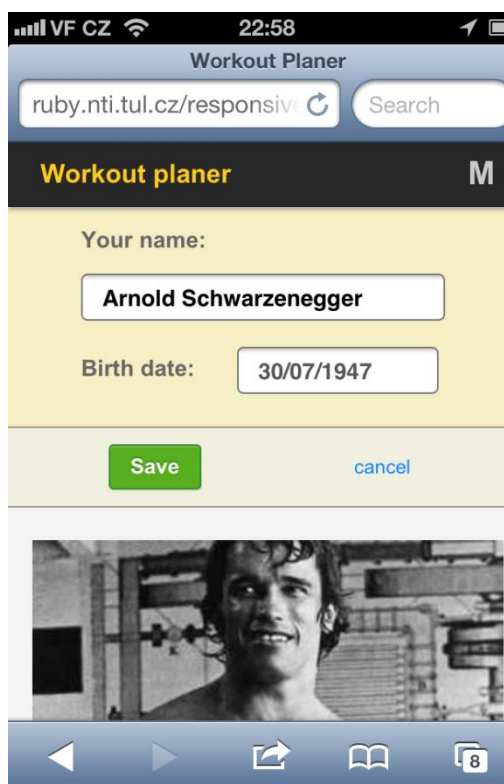 VF CZ 22:58
Workout Planer
ruby.nti.tul.cz/responsive Search
Workout planer M
Your name:
Arnold Schwarzenegger
Birth date: 30/07/1947
Save cancel
8